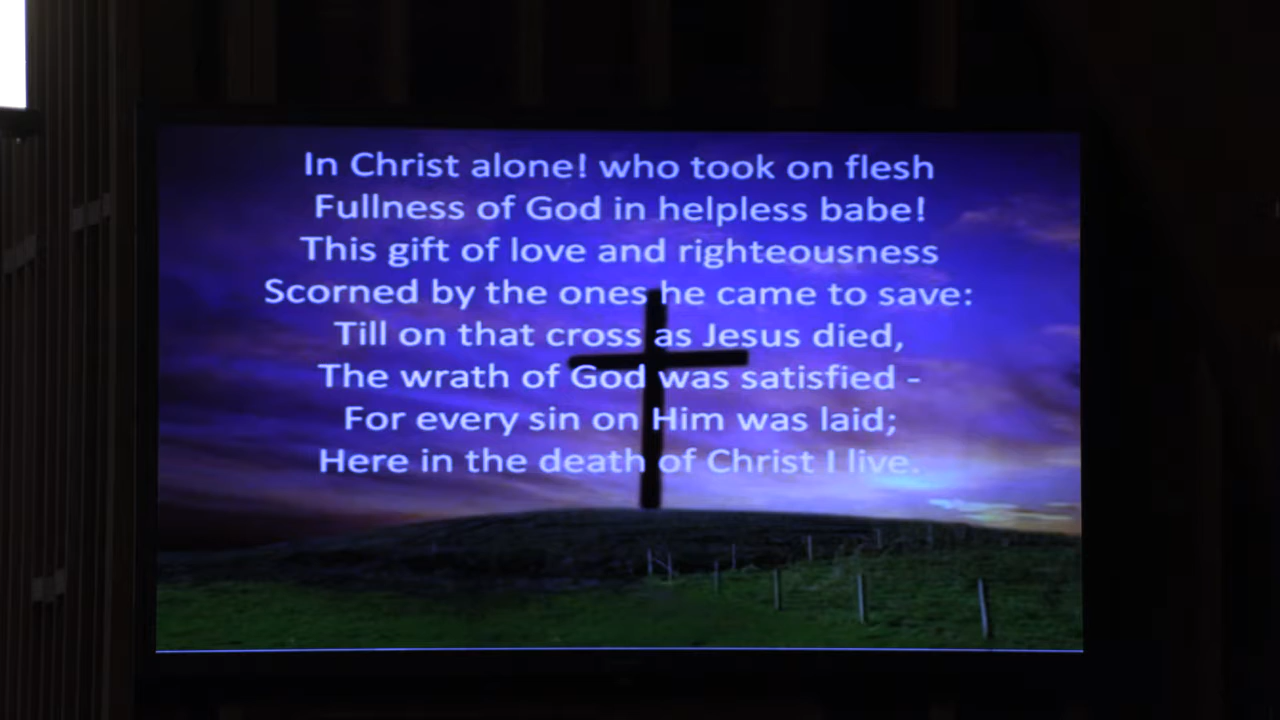 In Christ alone! who took on flesh
Fullness of God in helpless babe!
This gift of love and righteousness
Scorned by the ones he came to save:
Till on that cross as Jesus died,
The wrath of God was satisfied -
For every sin on Him was laid;
Here in the death of Christ I live.